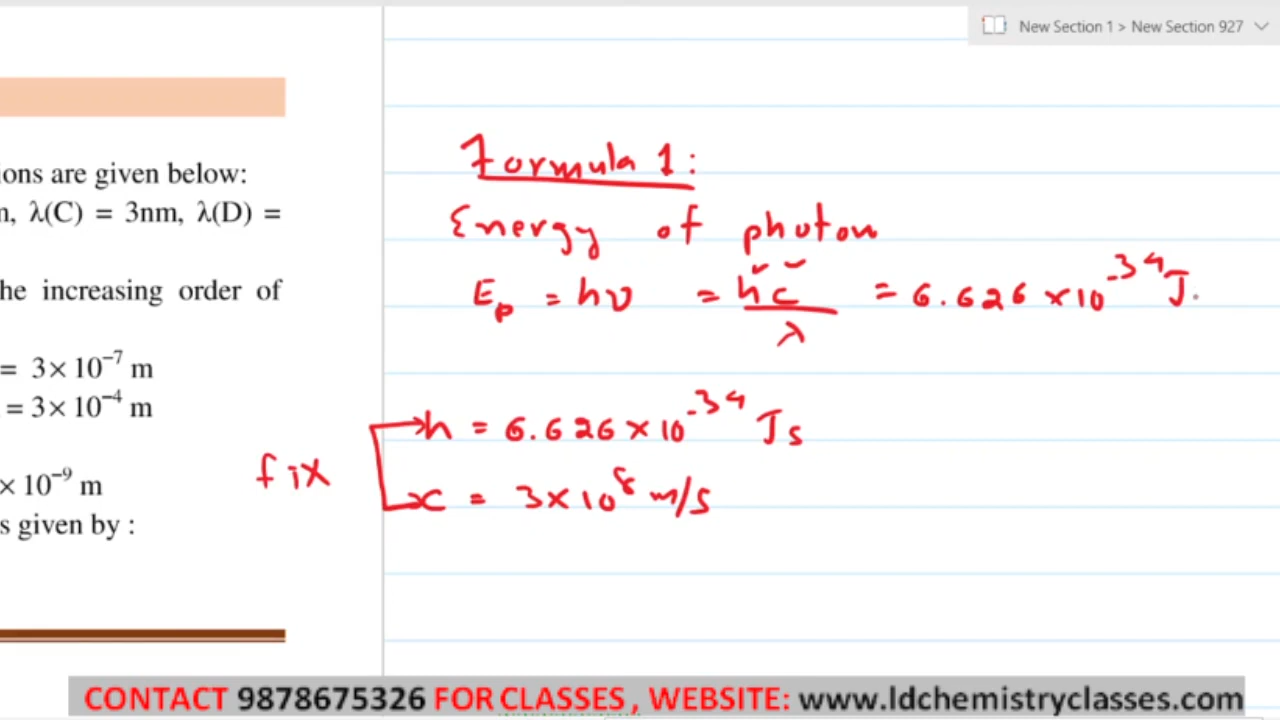 New Section 1 > New Section 927
ions are given below:
n, λ(C) = 3nm, λ(D) =
he increasing order of
= 3× 10⁻⁷ m
= 3× 10⁻⁴ m
× 10⁻⁹ m
s given by :
Formula 1:
Energy of photon
Eₚ = hν = hc/λ = 6.626 ×10⁻³⁴ J.
fix
h = 6.626 × 10⁻³⁴ Js
c = 3×10⁸ m/s
CONTACT 9878675326 FOR CLASSES , WEBSITE: www.ldchemistryclasses.com